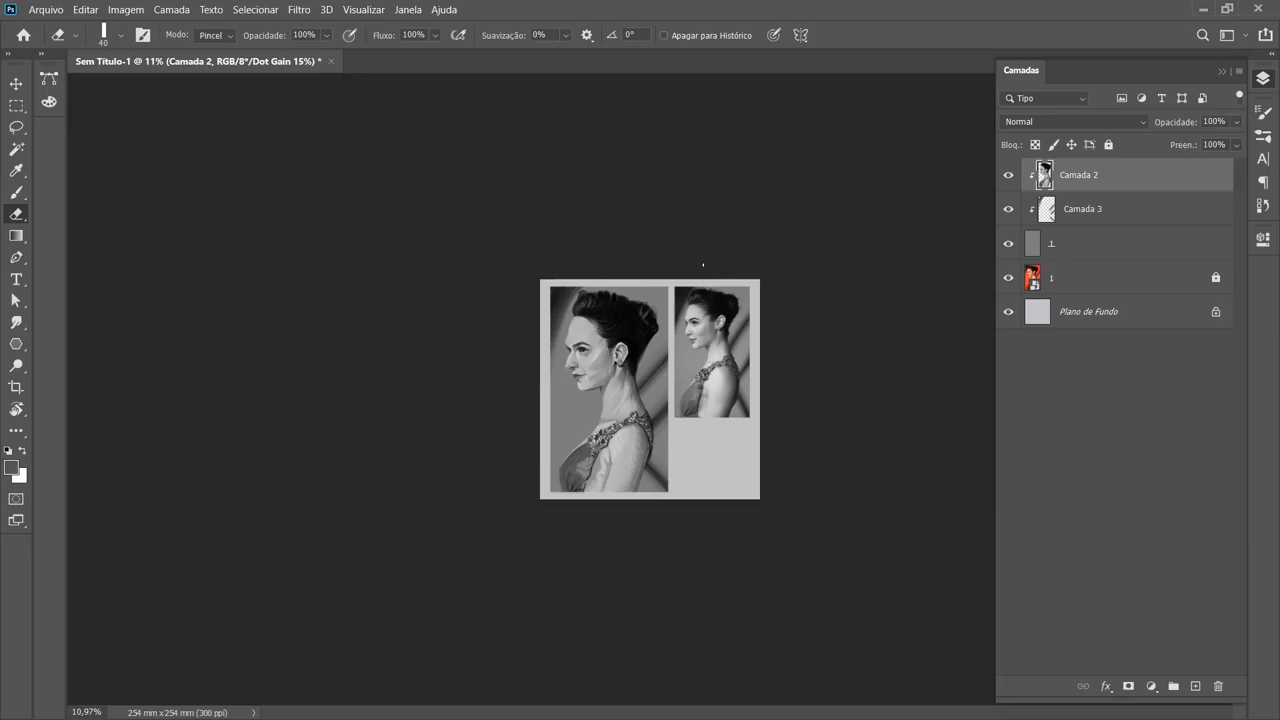 Ps Arquivo Editar Imagem Camada Texto Selecionar Filtro 3D Visualizar Janela Ajuda
40 Modo: Pincel Opacidade: 100% Fluxo: 100% Suavização: 0% 0° Apagar para Histórico
Sem Título-1 @ 11% (Camada 2, RGB/8*/Dot Gain 15%) *
Camadas
Tipo
Normal Opacidade: 100%
Bloq.: Preen.: 100%
Camada 2
Camada 3
1
Plano de Fundo
fx
10,97% 254 mm x 254 mm (300 ppi)